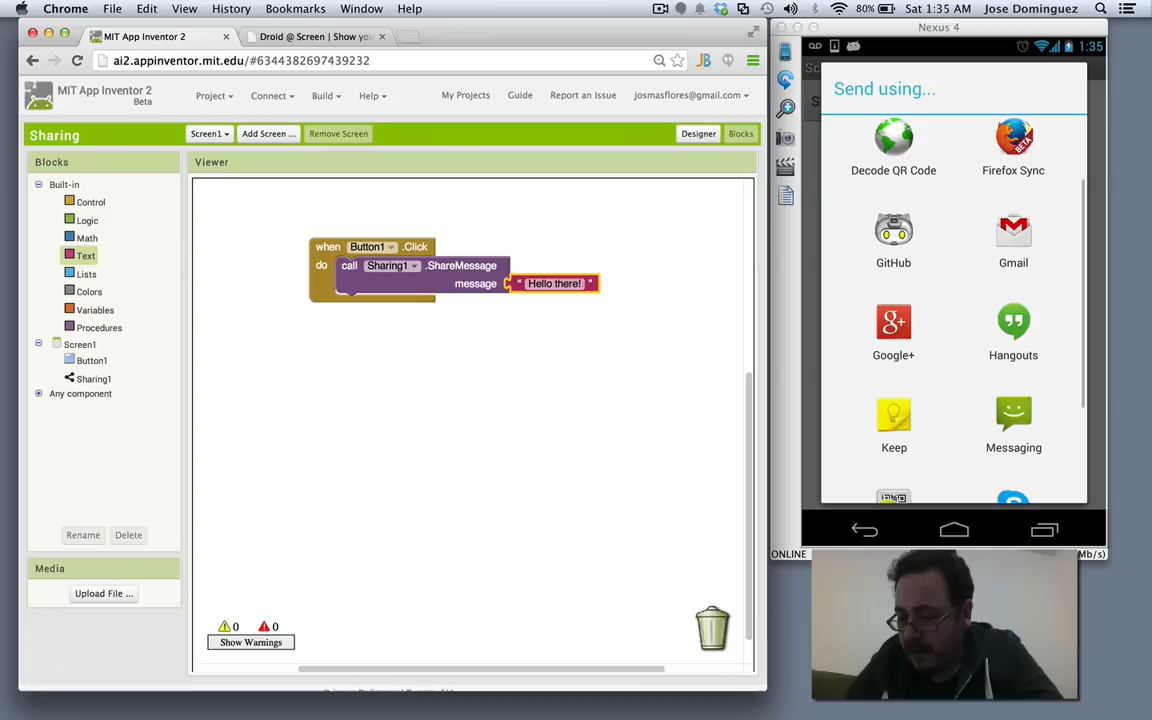 Chrome File Edit View History Bookmarks Window Help 80% Sat 1:35 AM Jose Dominguez
MIT App Inventor 2
Droid @ Screen | Show you
ai2.appinventor.mit.edu/#6344382697439232
MIT App Inventor 2
Beta
Project Connect Build Help My Projects Guide Report an Issue josmasflores@gmail.com
Sharing Screen1 Add Screen ... Remove Screen Designer Blocks
Blocks
Viewer
Built-in
Control
Logic
Math
Text
Lists
Colors
Variables
Procedures
Screen1
Button1
Sharing1
Any component
Rename Delete
Media
Upload File ...
when Button1 .Click
do call Sharing1 .ShareMessage
message " Hello there! "
0 0
Show Warnings
Nexus 4
1:35
Send using...
Decode QR Code Firefox Sync
BETA
GitHub Gmail
Google+ Hangouts
Keep Messaging
ONLINE Mb/s)